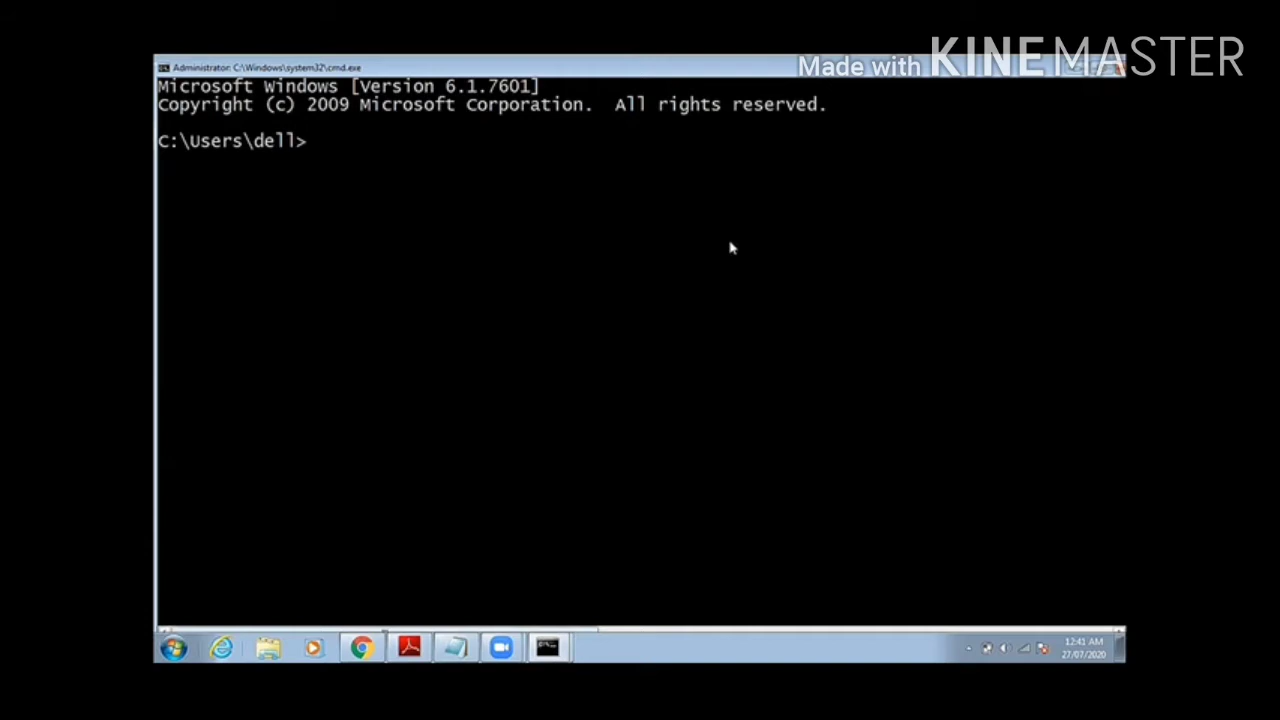 Made with KINEMASTER
Administrator: C:\Windows\system32\cmd.exe
Microsoft Windows [Version 6.1.7601]
Copyright (c) 2009 Microsoft Corporation.  All rights reserved.
C:\Users\dell>
12:41 AM
27/07/2020